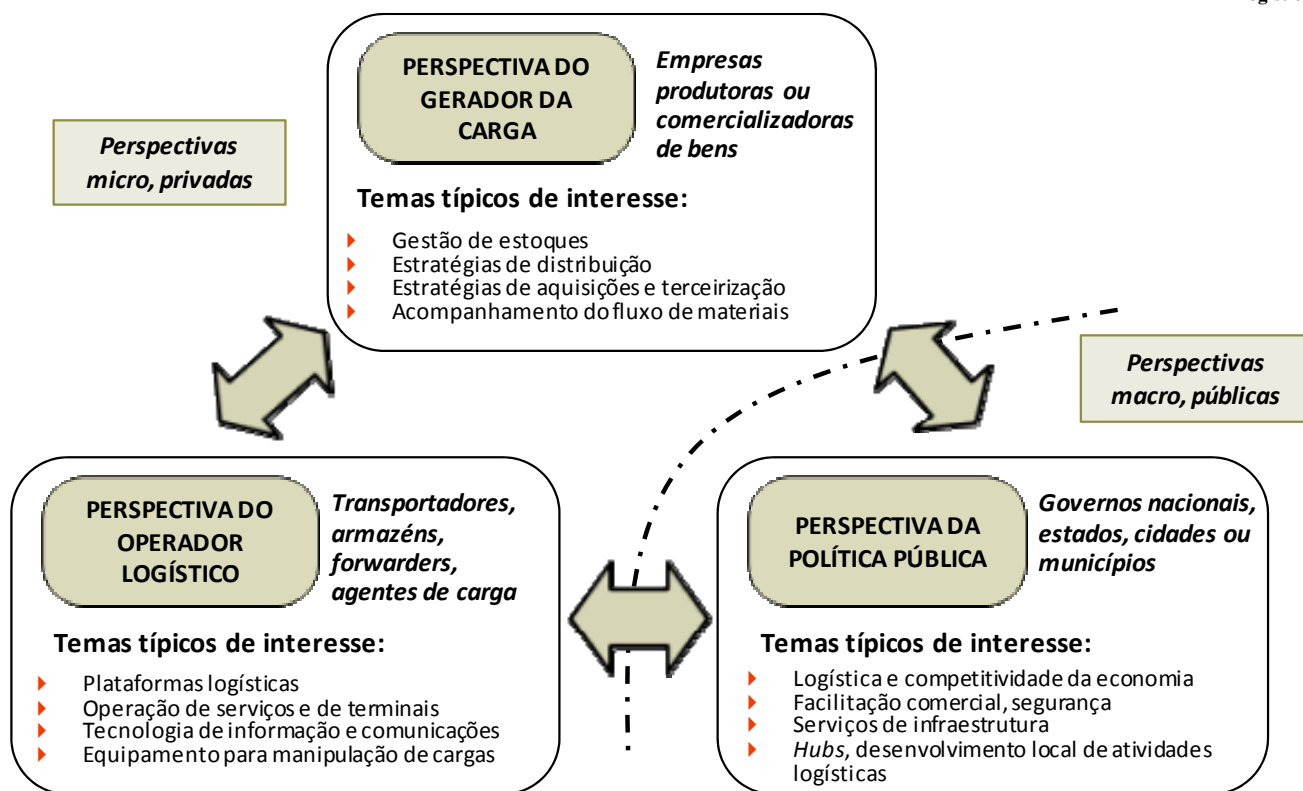 PERSPECTIVA DO
GERADOR DA
CARGA
Empresas
produtoras ou
comercializadoras
de bens
Perspectivas
micro, privadas
Temas típicos de interesse:
Gestão de estoques
Estratégias de distribuição
Estratégias de aquisições e terceirização
Acompanhamento do fluxo de materiais
Perspectivas
macro, públicas
PERSPECTIVA DO
OPERADOR
LOGÍSTICO
Transportadores,
armazéns,
forwarders,
agentes de carga
Temas típicos de interesse:
Plataformas logísticas
Operação de serviços e de terminais
Tecnologia de informação e comunicações
Equipamento para manipulação de cargas
PERSPECTIVA DA
POLÍTICA PÚBLICA
Governos nacionais,
estados, cidades ou
municípios
Temas típicos de interesse:
Logística e competitividade da economia
Facilitação comercial, segurança
Serviços de infraestrutura
Hubs, desenvolvimento local de atividades
logísticas